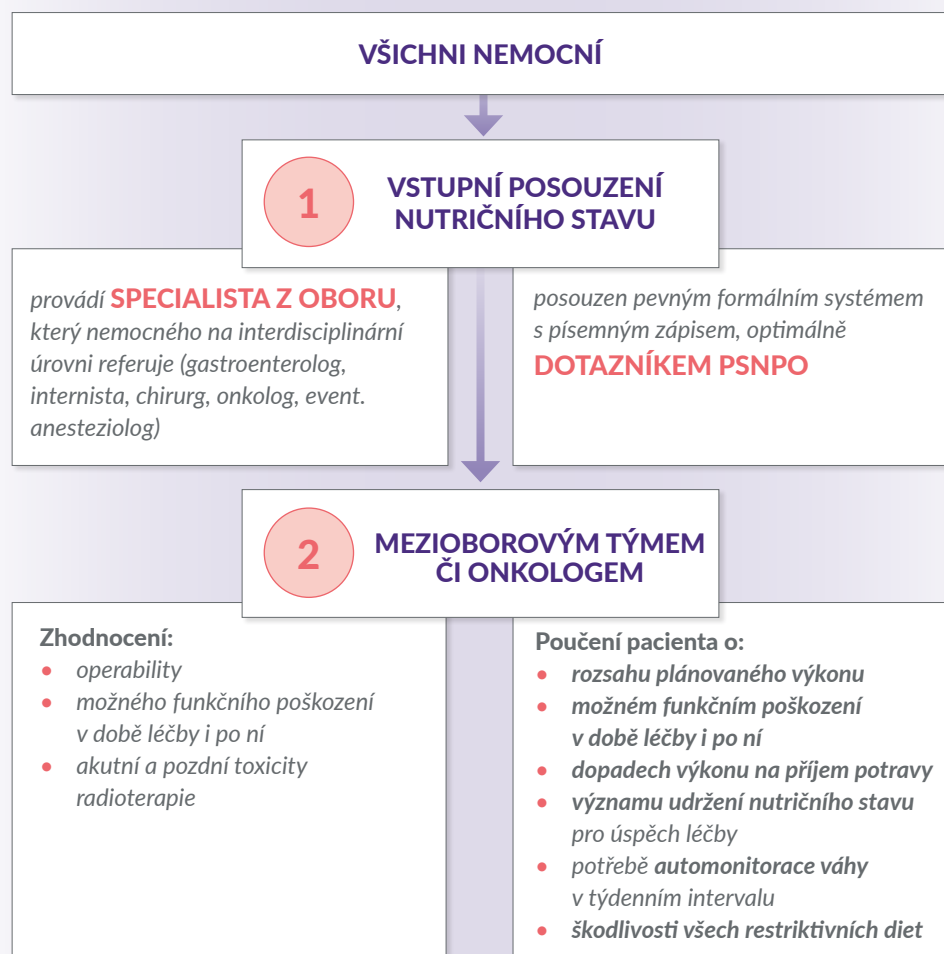 VŠICHNI NEMOCNÍ
1
VSTUPNÍ POSOUZENÍ
NUTRIČNÍHO STAVU
provádí SPECIALISTA Z OBORU,
který nemocného na interdisciplinární
úrovni referuje (gastroenterolog,
internista, chirurg, onkolog, event.
anesteziolog)
posouzen pevným formálním systémem
s písemným zápisem, optimálně
DOTAZNÍKEM PSNPO
2
MEZIOBOROVÝM TÝMEM
ČI ONKOLOGEM
Zhodnocení:
• operability
• možného funkčního poškození
v době léčby i po ní
• akutní a pozdní toxicity
radioterapie
Poučení pacienta o:
• rozsahu plánovaného výkonu
• možném funkčním poškození
v době léčby i po ní
• dopadech výkonu na příjem potravy
• významu udržení nutričního stavu
pro úspěch léčby
• potřebě automonitorace váhy
v týdenním intervalu
• škodlivosti všech restriktivních diet